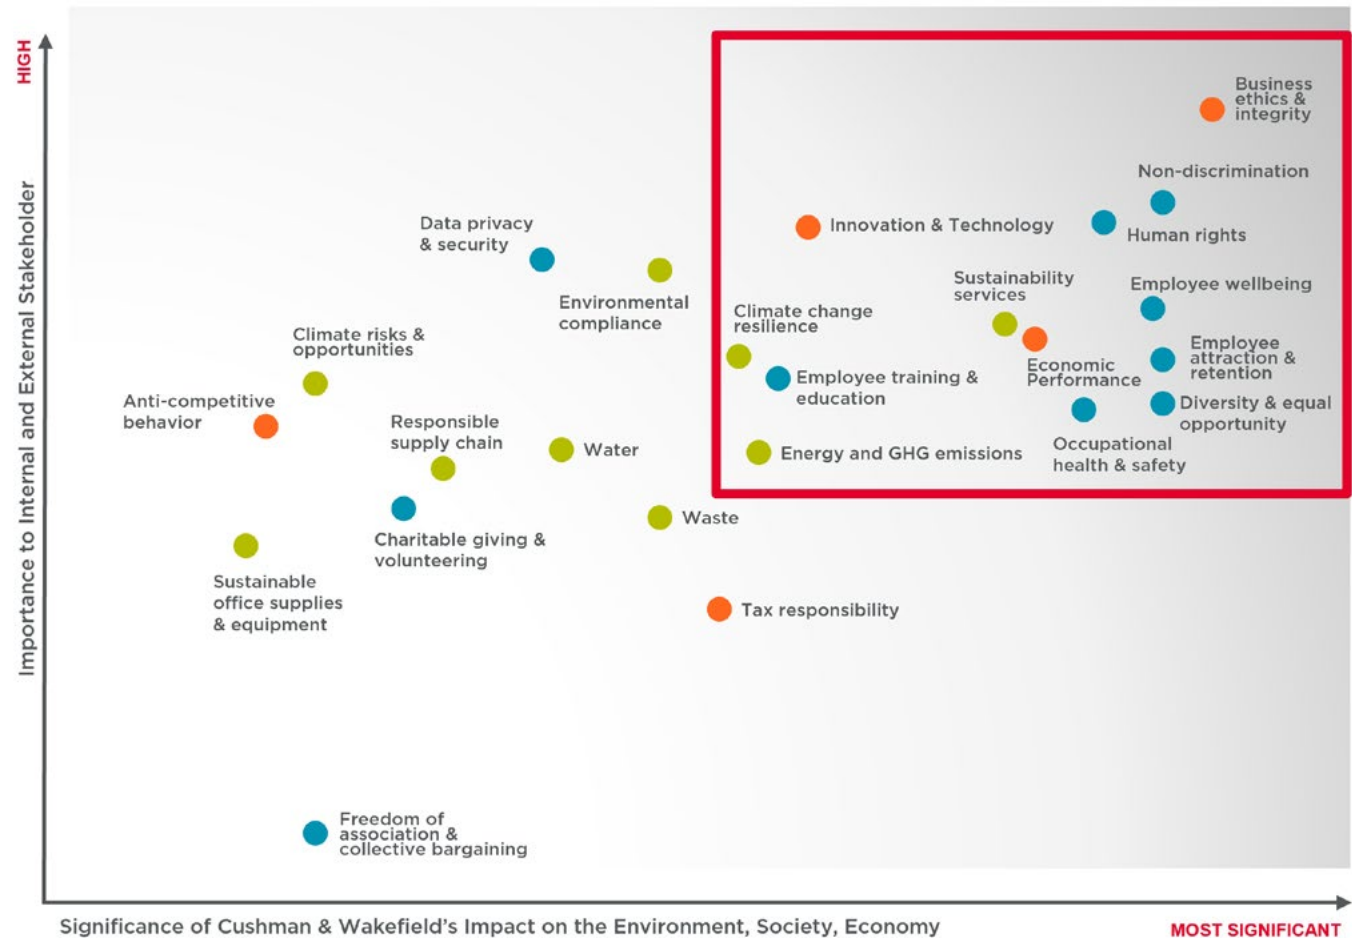 HIGH
Importance to Internal and External Stakeholder
Business
ethics &
integrity
Non-discrimination
Data privacy
& security
Innovation & Technology
Human rights
Sustainability
services
Employee wellbeing
Environmental
compliance
Climate change
resilience
Climate risks &
opportunities
Employee
attraction &
retention
Economic
Performance
Employee training &
education
Anti-competitive
behavior
Diversity & equal
opportunity
Responsible
supply chain
Water
Energy and GHG emissions
Occupational
health & safety
Waste
Charitable giving &
volunteering
Sustainable
office supplies
& equipment
Tax responsibility
Freedom of
association &
collective bargaining
Significance of Cushman & Wakefield's Impact on the Environment, Society, Economy
MOST SIGNIFICANT